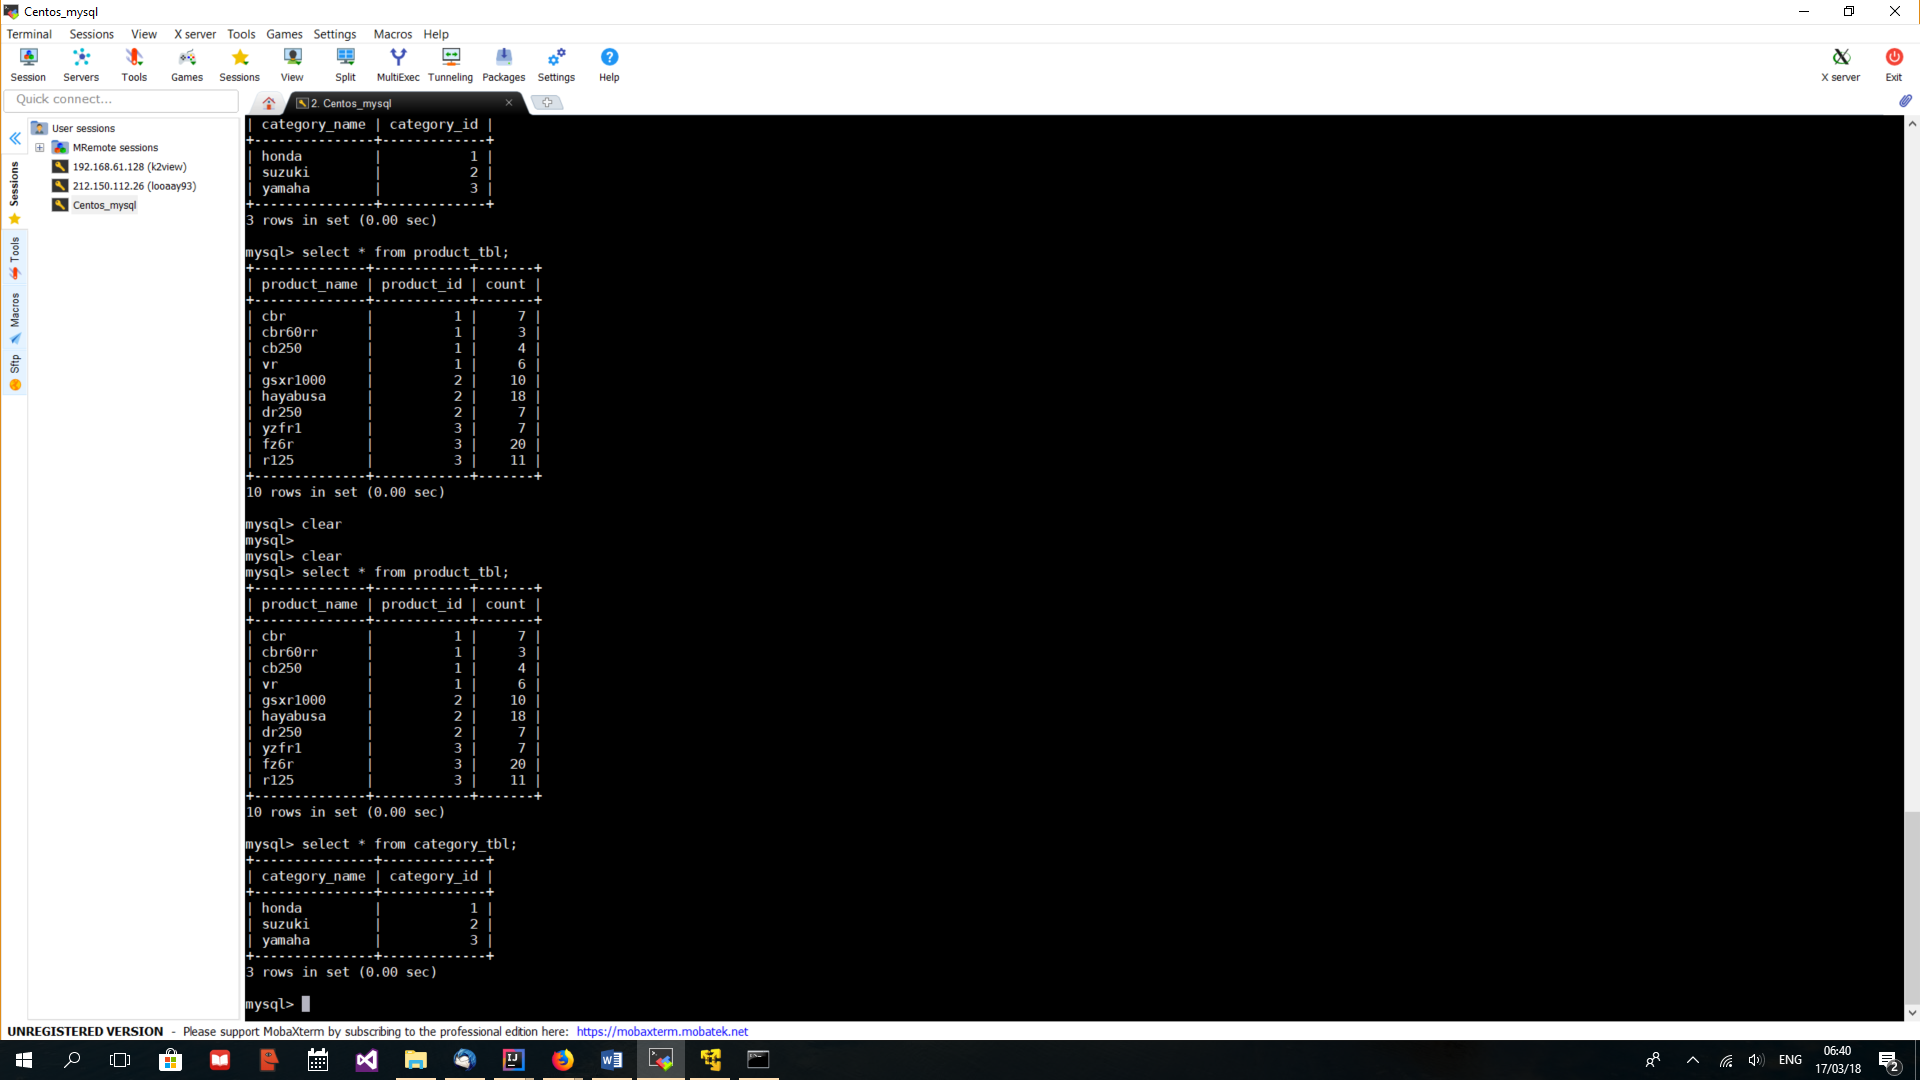 Centos_mysql
Terminal Sessions View X server Tools Games Settings Macros Help
Session Servers Tools Games Sessions View Split MultiExec Tunneling Packages Settings Help X server Exit
Quick connect...
2. Centos_mysql
User sessions
MRemote sessions
192.168.61.128 (k2view)
212.150.112.26 (looaay93)
Centos_mysql
Sessions
Tools
Macros
Sftp
| category_name | category_id |
+---------------+-------------+
| honda         |           1 |
| suzuki        |           2 |
| yamaha        |           3 |
+---------------+-------------+
3 rows in set (0.00 sec)
mysql> select * from product_tbl;
+--------------+------------+-------+
| product_name | product_id | count |
+--------------+------------+-------+
| cbr          |          1 |     7 |
| cbr60rr      |          1 |     3 |
| cb250        |          1 |     4 |
| vr           |          1 |     6 |
| gsxr1000     |          2 |    10 |
| hayabusa     |          2 |    18 |
| dr250        |          2 |     7 |
| yzfr1        |          3 |     7 |
| fz6r         |          3 |    20 |
| r125         |          3 |    11 |
+--------------+------------+-------+
10 rows in set (0.00 sec)
mysql> clear
mysql>
mysql> clear
mysql> select * from product_tbl;
+--------------+------------+-------+
| product_name | product_id | count |
+--------------+------------+-------+
| cbr          |          1 |     7 |
| cbr60rr      |          1 |     3 |
| cb250        |          1 |     4 |
| vr           |          1 |     6 |
| gsxr1000     |          2 |    10 |
| hayabusa     |          2 |    18 |
| dr250        |          2 |     7 |
| yzfr1        |          3 |     7 |
| fz6r         |          3 |    20 |
| r125         |          3 |    11 |
+--------------+------------+-------+
10 rows in set (0.00 sec)
mysql> select * from category_tbl;
+---------------+-------------+
| category_name | category_id |
+---------------+-------------+
| honda         |           1 |
| suzuki        |           2 |
| yamaha        |           3 |
+---------------+-------------+
3 rows in set (0.00 sec)
mysql>
UNREGISTERED VERSION - Please support MobaXterm by subscribing to the professional edition here: https://mobaxterm.mobatek.net
ENG
06:40
17/03/18
2